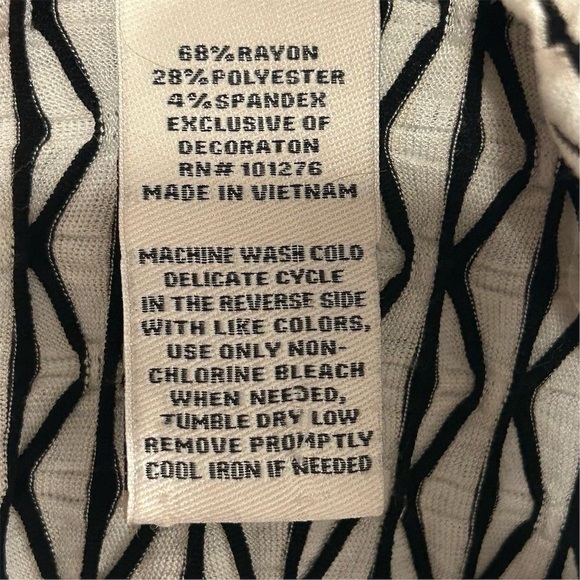 68%RAYON
28%POLYESTER
4%SPANDEX
EXCLUSIVE OF
DECORATON
RN# 101276
MADE IN VIETNAM
MACHINE WASH COLD
DELICATE CYCLE
IN THE REVERSE SIDE
WITH LIKE COLORS,
USE ONLY NON-
CHLORINE BLEACH
WHEN NEEDED,
TUMBLE DRY LOW
REMOVE PROMPTLY
COOL IRON IF NEEDED